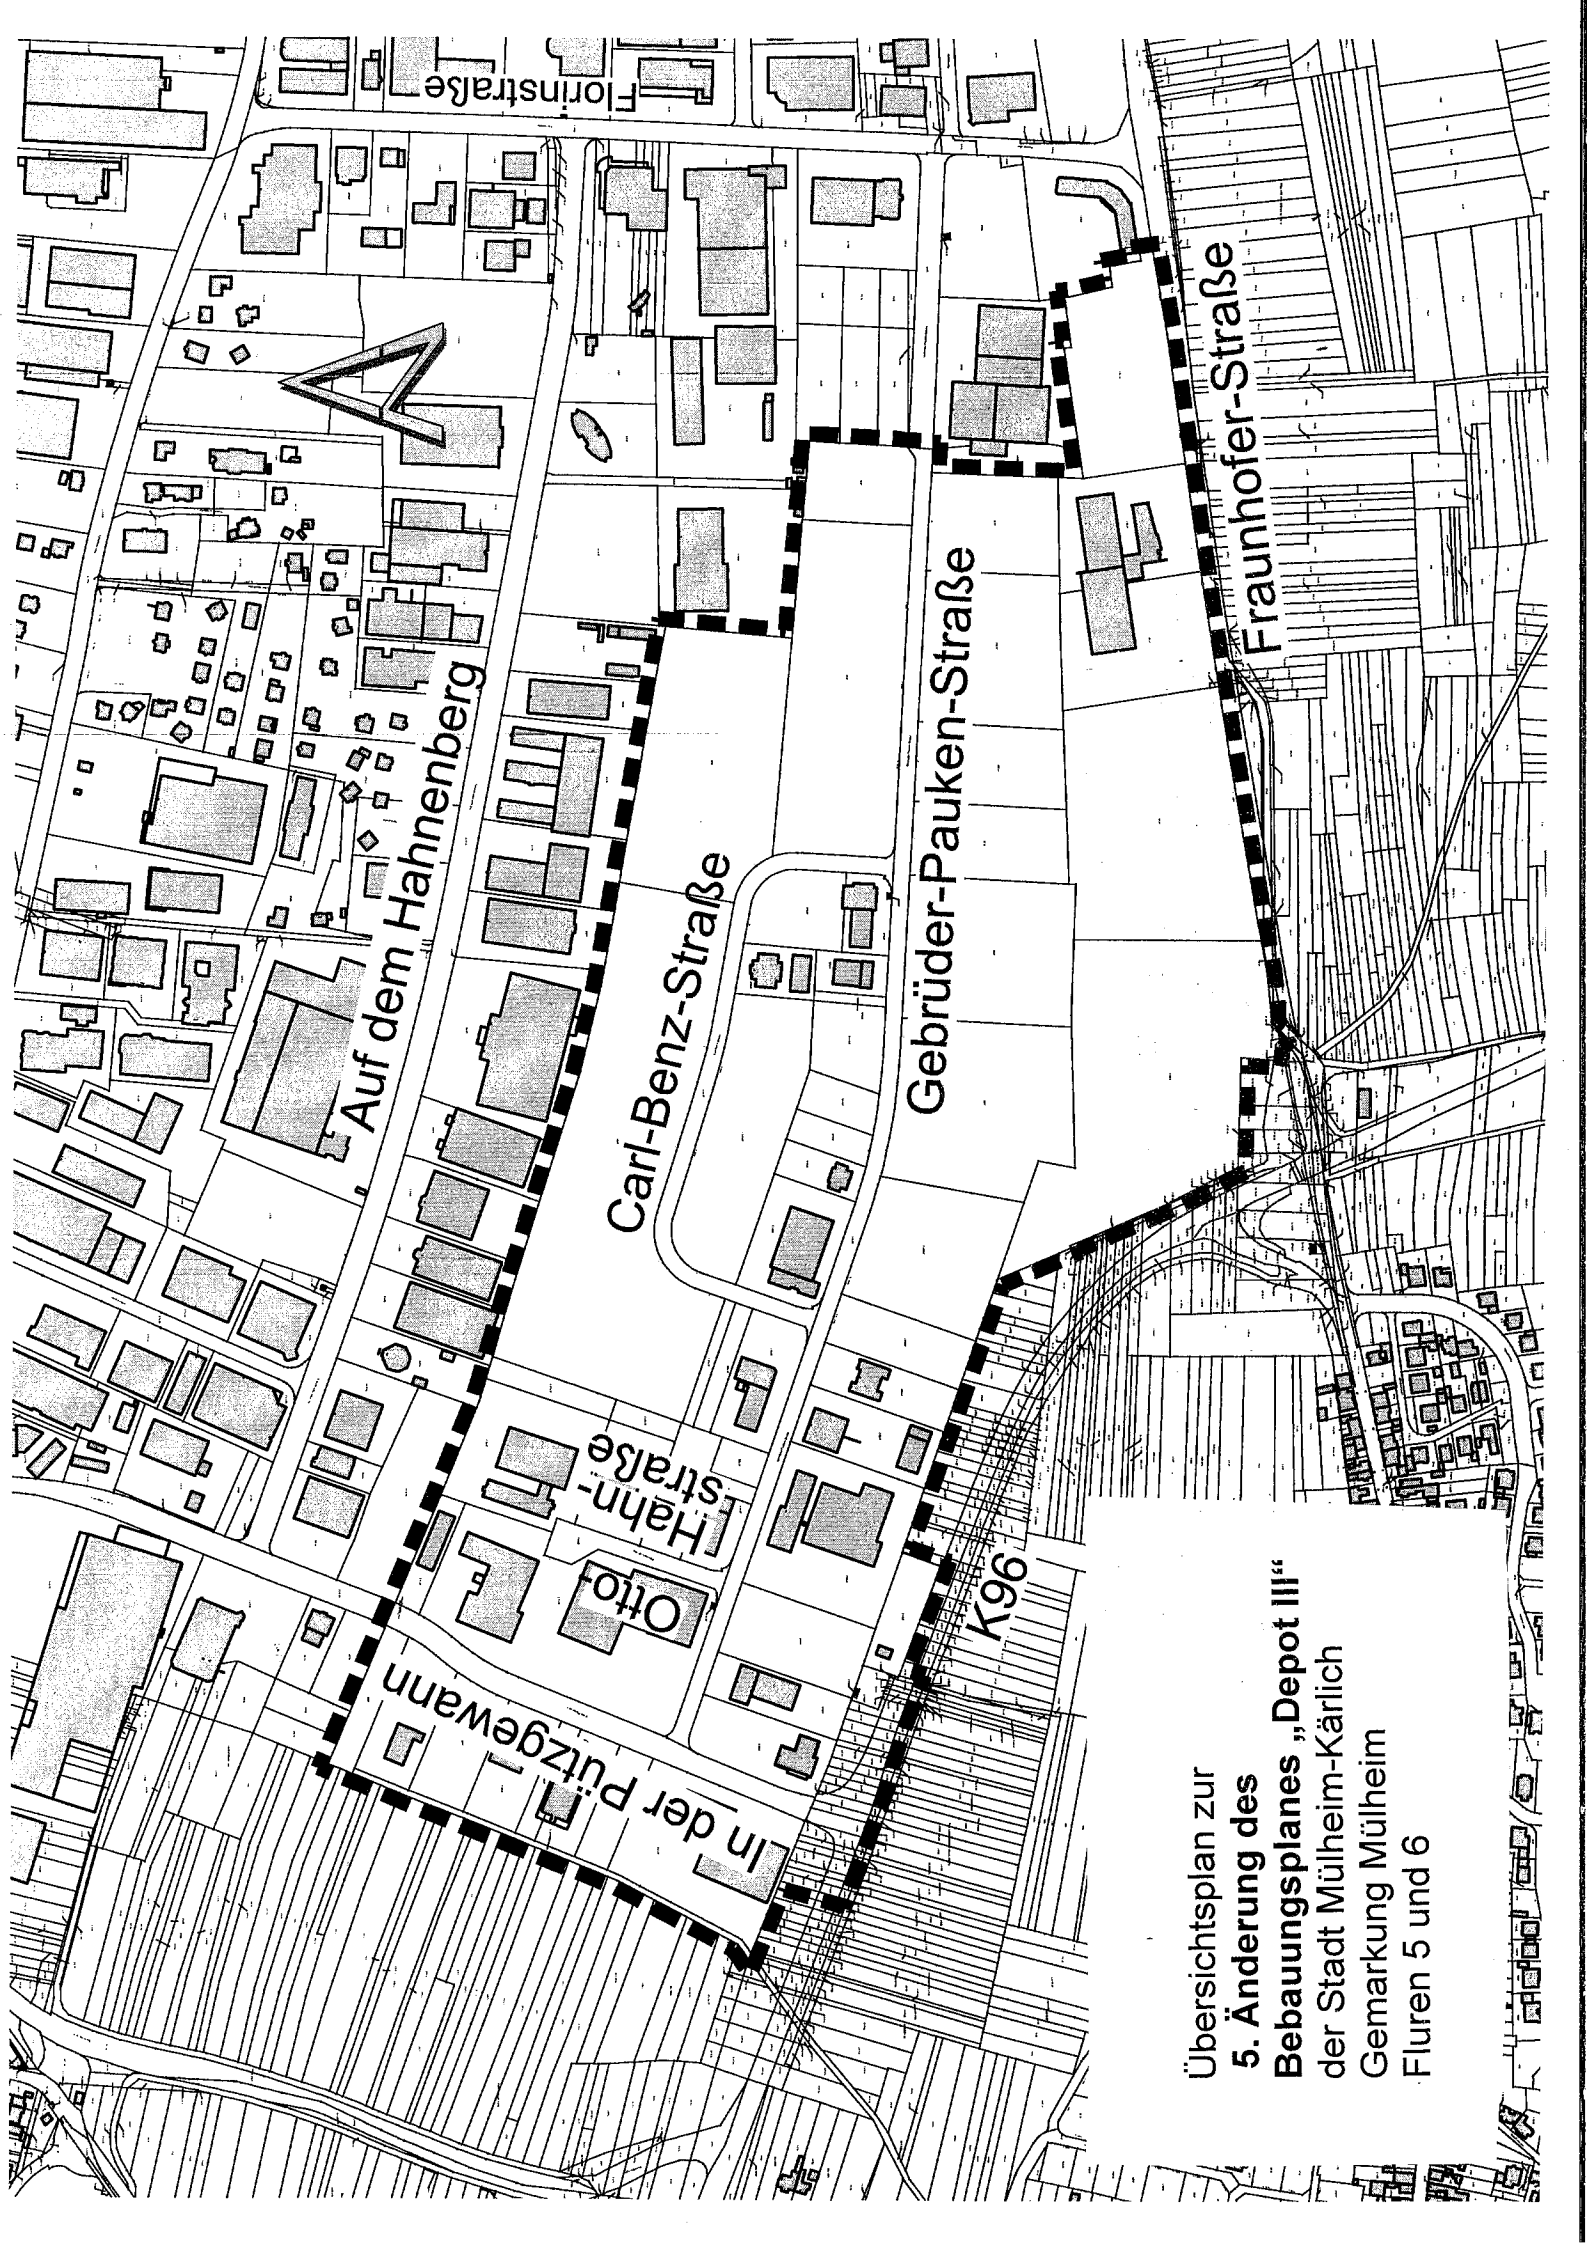 Florinstraße
Auf dem Hahnenberg
Carl-Benz-Straße
Gebrüder-Pauken-Straße
Fraunhofer-Straße
Otto-
Hahn-
straße
In der Pützgewann
K96
Übersichtsplan zur
5. Änderung des
Bebauungsplanes „Depot III“
der Stadt Mülheim-Kärlich
Gemarkung Mülheim
Fluren 5 und 6